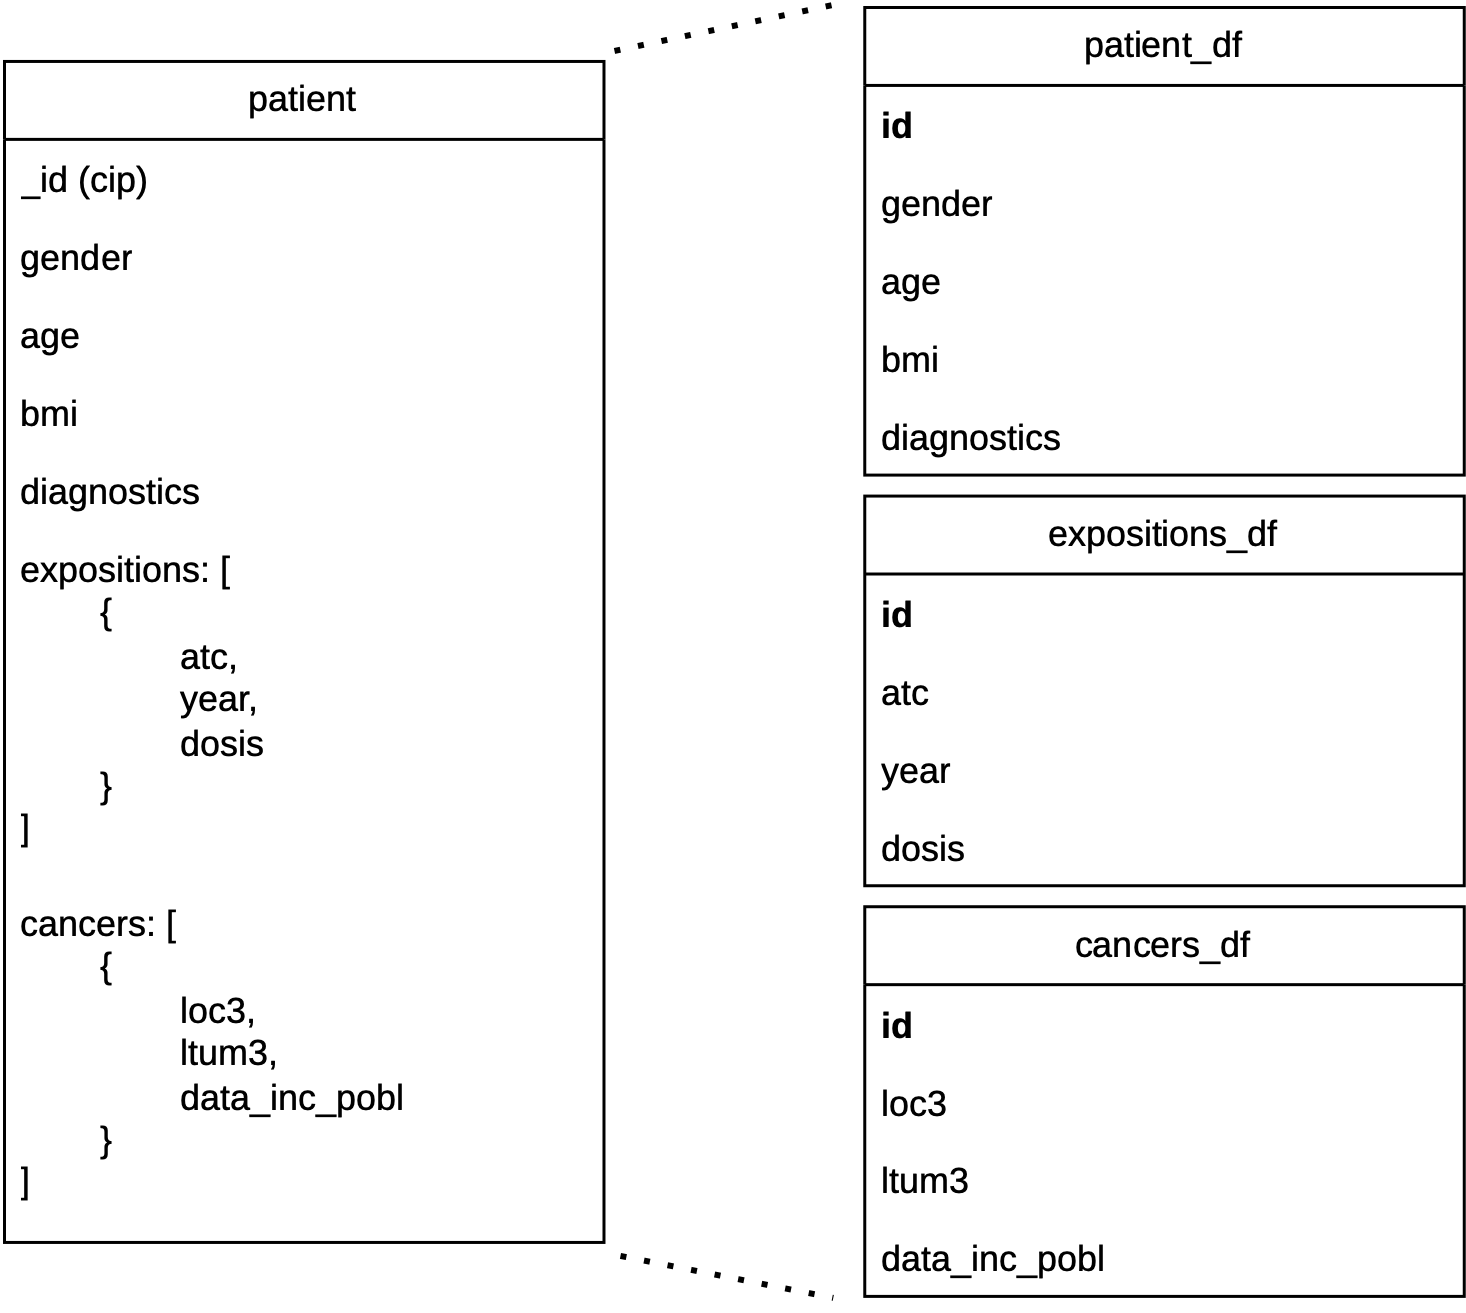 patient
_id (cip)
gender
age
bmi
diagnostics
expositions: [
{
atc,
year,
dosis
}
]
cancers: [
{
loc3,
ltum3,
data_inc_pobl
}
]
patient_df
id
gender
age
bmi
diagnostics
expositions_df
id
atc
year
dosis
cancers_df
id
loc3
ltum3
data_inc_pobl